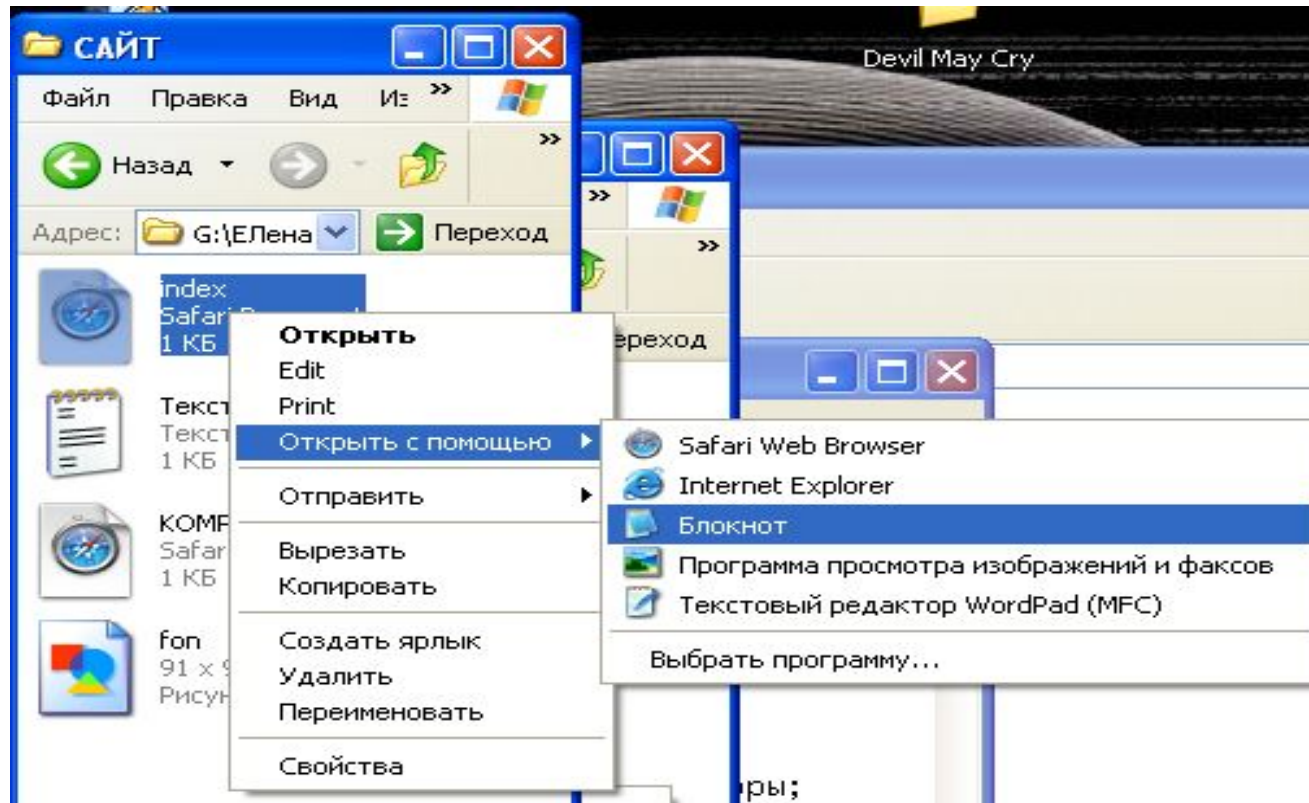 САЙТ
Devil May Cry
Файл Правка Вид »
Назад »
Адрес: G:\ЕЛена Переход
»
»
index
Safari
1 КБ
Текст
1 КБ
Safar
1 КБ
fon
91 x
Открыть
Edit
Print
Открыть с помощью
Отправить
Вырезать
Копировать
Создать ярлык
Удалить
Переименовать
Свойства
Safari Web Browser
Internet Explorer
Блокнот
Программа просмотра изображений и факсов
Текстовый редактор WordPad (MFC)
Выбрать программу...